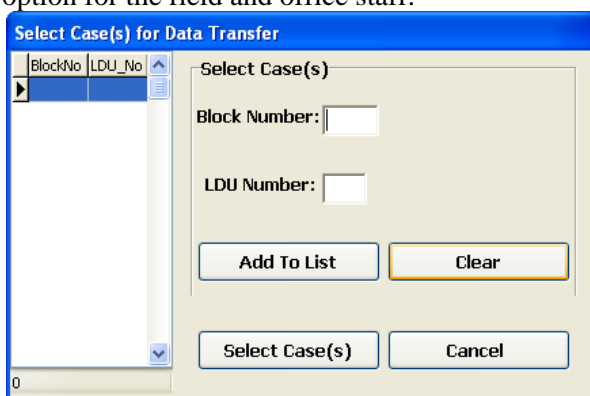 option for the field and office staff.
Select Case(s) for Data Transfer
BlockNo LDU_No
Select Case(s)
Block Number:
LDU Number:
Add To List Clear
Select Case(s) Cancel
0